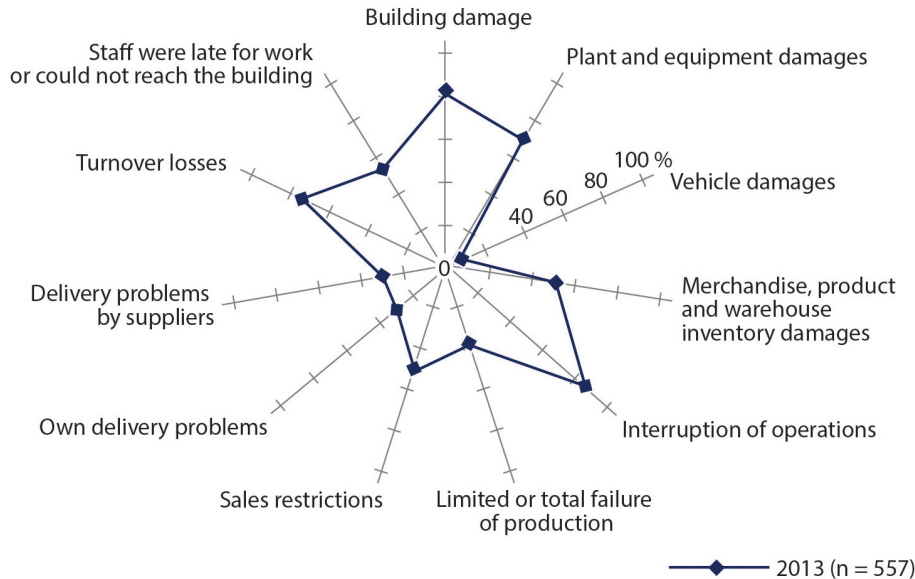 Building damage
Staff were late for work
or could not reach the building
Plant and equipment damages
Turnover losses
100 %
80
60
40
0
Vehicle damages
Delivery problems
by suppliers
Merchandise, product
and warehouse
inventory damages
Own delivery problems
Interruption of operations
Sales restrictions
Limited or total failure
of production
2013 (n = 557)